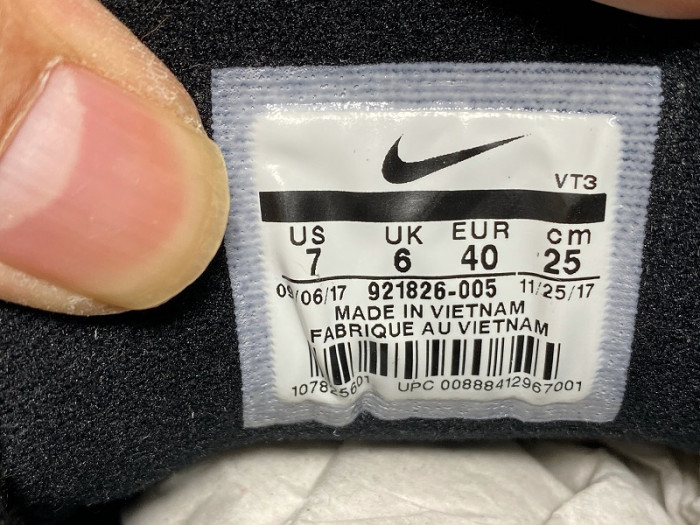 VT3
US UK EUR cm
7 6 40 25
09/06/17 921826-005 11/25/17
MADE IN VIETNAM
FABRIQUE AU VIETNAM
UPC 00888412967001